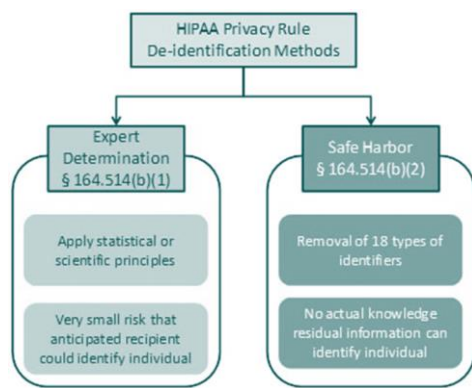 HIPAA Privacy Rule
De-identification Methods
Expert
Determination
§ 164.514(b)(1)
Apply statistical or
scientific principles
Very small risk that
anticipated recipient
could identify individual
Safe Harbor
§ 164.514(b)(2)
Removal of 18 types of
identifiers
No actual knowledge
residual information can
identify individual